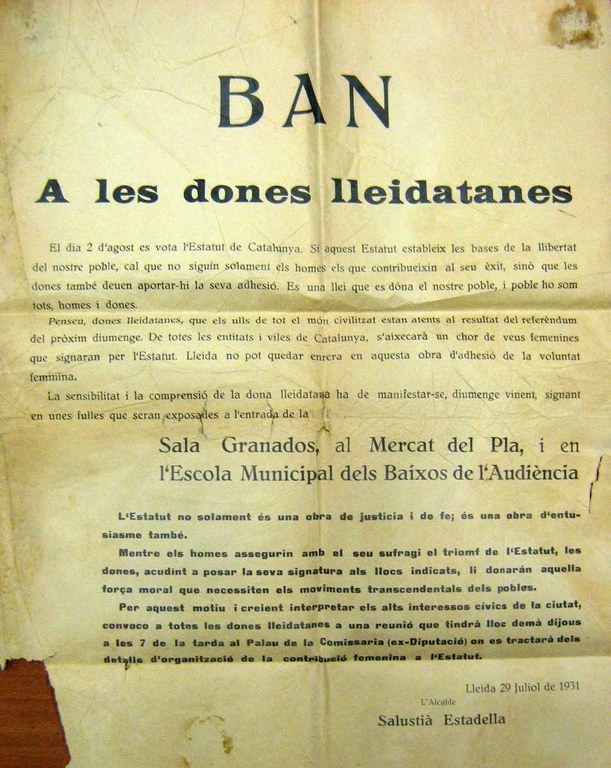 BAN
A les dones lleidatanes
El dia 2 d'agost es vota l'Estatut de Catalunya. Si aquest Estatut estableix les bases de la llibertat
del nostre poble, cal que no siguin solament els homes els que contribueixin al seu èxit, sinò que les
dones també deuen aportar-hi la seva adhesió. Es una llei que es dóna el nostre poble, i poble ho som
tots, homes i dones.
Penseu, dones lleidatanes, que els ulls de tot el món civilitzat estan atents al resultat del referèndum
del pròxim diumenge. De totes les entitats i viles de Catalunya, s'aixecarà un chor de veus femenines
que signaran per l'Estatut. Lleida no pot quedar enrera en aquesta obra d'adhesió de la voluntat
femnina.
La sensibilitat i la comprensió de la dona lleidatana ha de manifestar-se, diumenge vinent, signant
en unes fulles que seran exposades a l'entrada de la
Sala Granados, al Mercat del Pla, i en
l'Escola Municipal dels Baixos de l'Audiència
L'Estatut no solament és una obra de justicia i de fe; és una obra d'entu-
siasme també.
Mentre els homes assegurin amb el seu sufragi el triomf de l'Estatut, les
dones, acudint a posar la seva signatura als llocs indicats, li donarán aquella
força moral que necessiten els moviments transcendentals dels pobles.
Per aquest motiu i creient interpretar els alts interessos cívics de la ciutat,
convoco a totes les dones lleidatanes a una reunió que tindrà lloc demà dijous
a les 7 de la tarda al Palau de la Comissaria (ex-Diputació) on es tractarà dels
detalls d'organització de la contribució femenina a l'Estatut.
Lleida 29 Juliol de 1931
L'Alcalde
Salustià Estadella